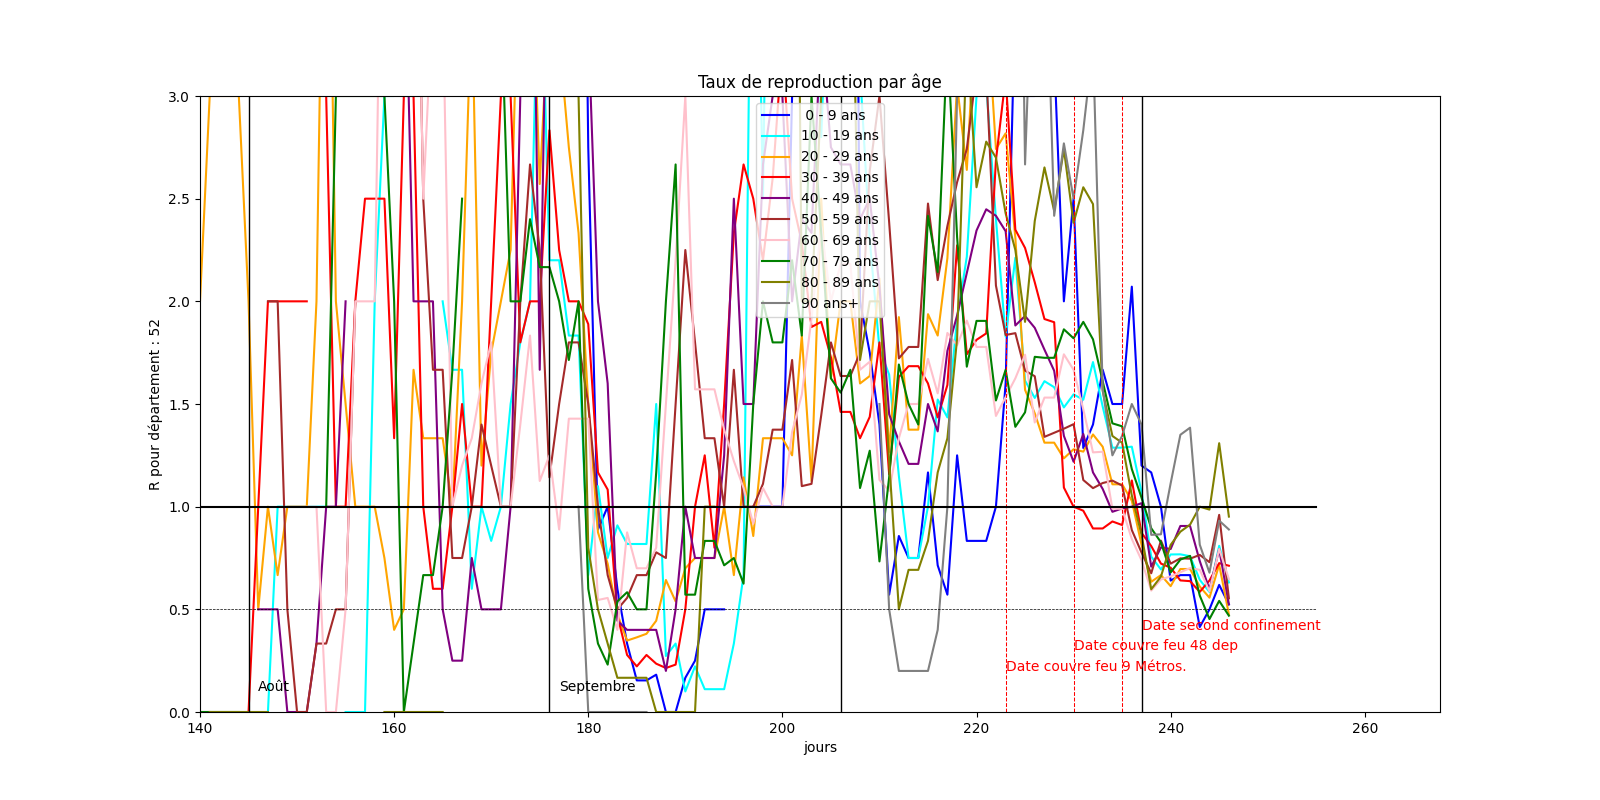 Taux de reproduction par âge
R pour département : 52
3.0
2.5
2.0
1.5
1.0
0.5
0.0
0 - 9 ans
10 - 19 ans
20 - 29 ans
30 - 39 ans
40 - 49 ans
50 - 59 ans
60 - 69 ans
70 - 79 ans
80 - 89 ans
90 ans+
Date second confinement
Date couvre feu 48 dep
Date couvre feu 9 Métros.
Août
Septembre
140 160 180 200 220 240 260
jours